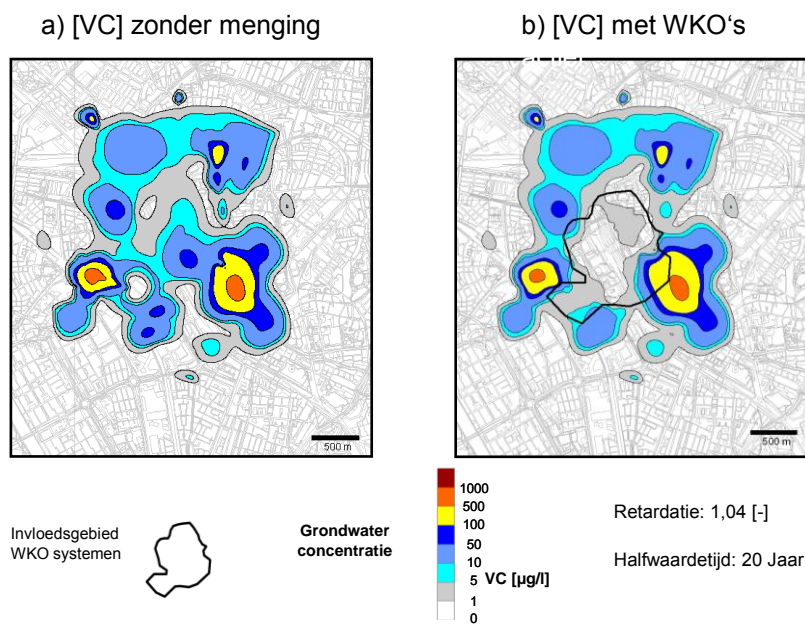 a) [VC] zonder menging
b) [VC] met WKO‘s
actief
500 m
500 m
Invloedsgebied
WKO systemen
Grondwater
concentratie
1000
500
100
50
10
5
1
0
VC [µg/l]
Retardatie: 1,04 [-]
Halfwaardetijd: 20 Jaar